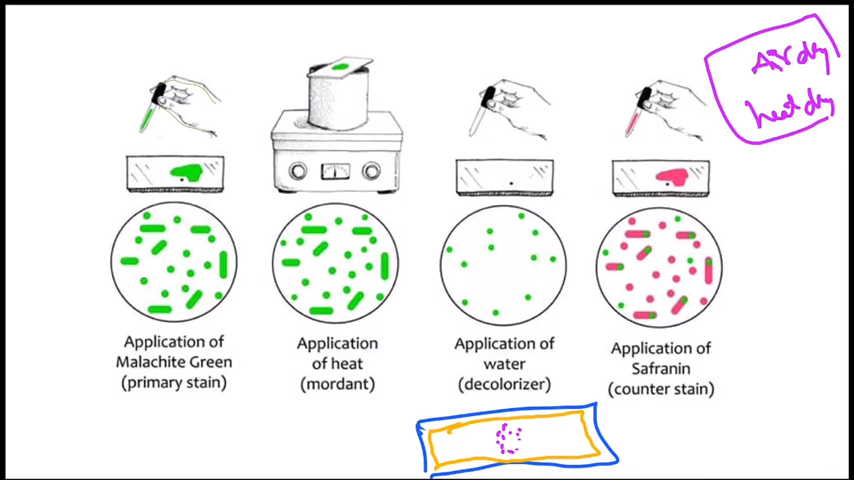 Air dry
heat dry
Application of
Malachite Green
(primary stain)
Application
of heat
(mordant)
Application of
water
(decolorizer)
Application of
Safranin
(counter stain)